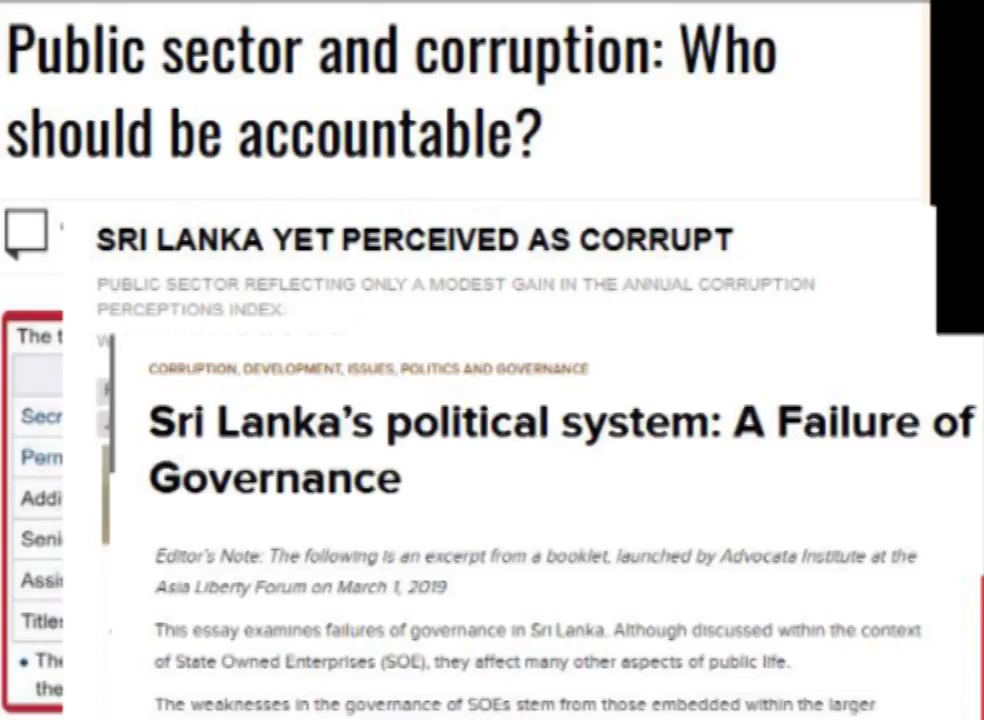 Public sector and corruption: Who
should be accountable?
SRI LANKA YET PERCEIVED AS CORRUPT
PUBLIC SECTOR REFLECTING ONLY A MODEST GAIN IN THE ANNUAL CORRUPTION
PERCEPTIONS INDEX:
The t
W
CORRUPTION, DEVELOPMENT, ISSUES, POLITICS AND GOVERNANCE
Secr
Sri Lanka's political system: A Failure of
Pern
Governance
Addi
Seni
Editor's Note: The following is an excerpt from a booklet, launched by Advocata Institute at the
Assi
Asia Liberty Forum on March 1, 2019
Titles
This essay examines failures of governance in Sri Lanka. Although discussed within the context
• The
of State Owned Enterprises (SOE), they affect many other aspects of public life.
the
The weaknesses in the governance of SOEs stem from those embedded within the larger